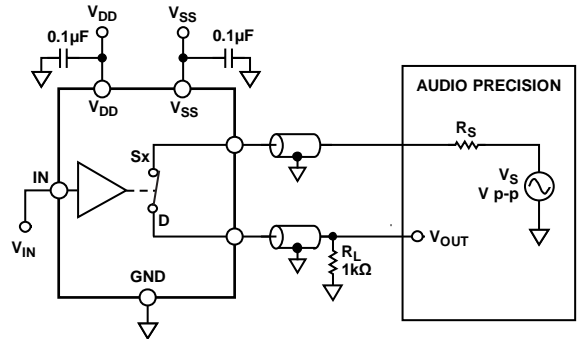 VDD
VSS
0.1µF
0.1µF
VDD
VSS
AUDIO PRECISION
RS
VS
V p-p
Sx
IN
D
VIN
VOUT
RL
1kΩ
GND